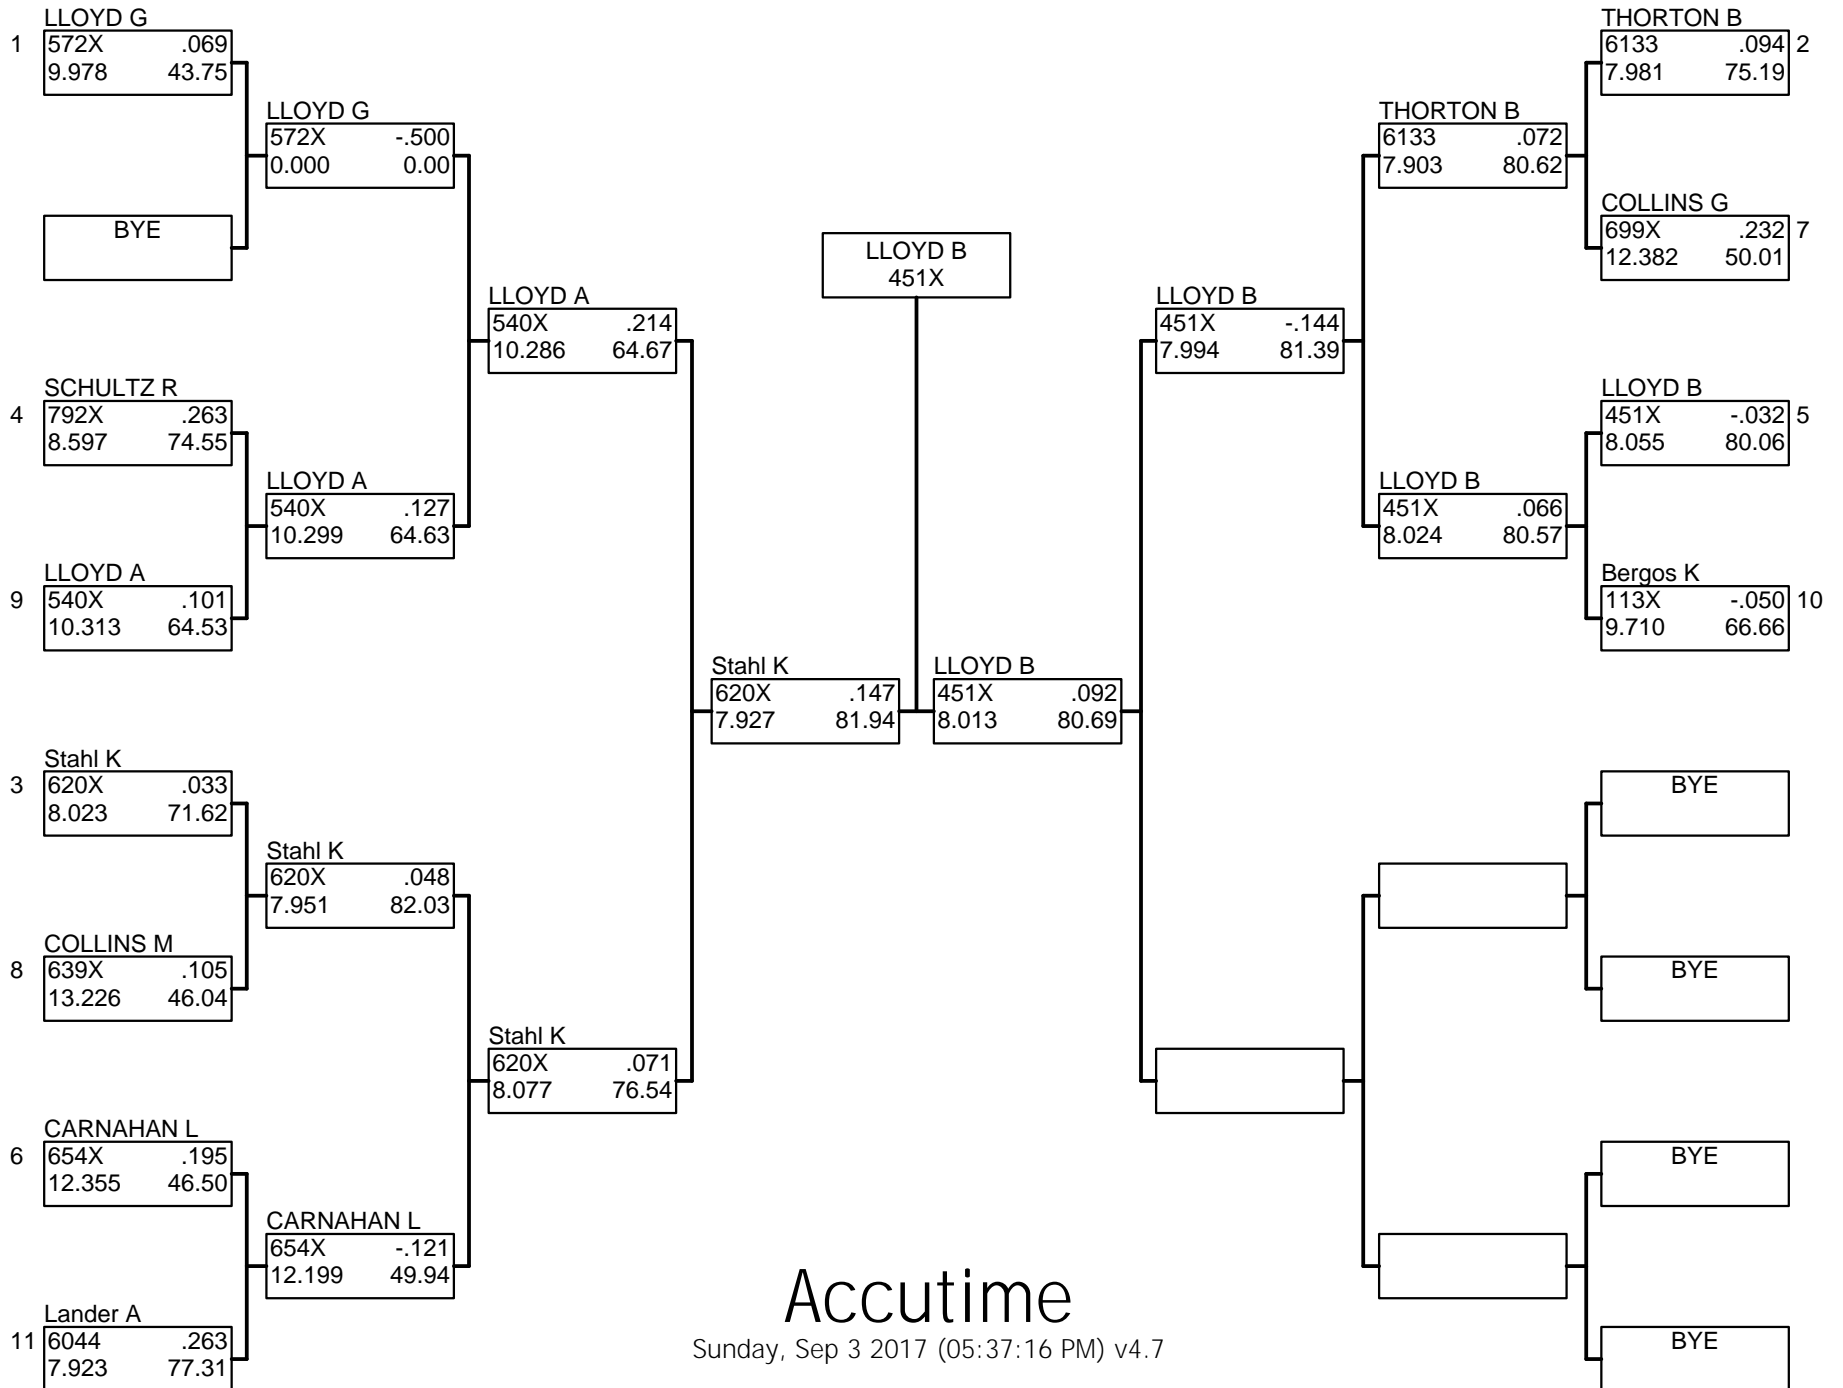 LLOYD G
1 572X .069
9.978 43.75
LLOYD G
572X -.500
0.000 0.00
BYE
LLOYD A
540X .214
10.286 64.67
SCHULTZ R
4 792X .263
8.597 74.55
LLOYD A
540X .127
10.299 64.63
LLOYD A
9 540X .101
10.313 64.53
Stahl K
620X .147
7.927 81.94
Stahl K
3 620X .033
8.023 71.62
Stahl K
620X .048
7.951 82.03
COLLINS M
8 639X .105
13.226 46.04
Stahl K
620X .071
8.077 76.54
CARNAHAN L
6 654X .195
12.355 46.50
CARNAHAN L
654X -.121
12.199 49.94
Lander A
11 6044 .263
7.923 77.31
LLOYD B
451X
LLOYD B
451X .092
8.013 80.69
LLOYD B
451X -.144
7.994 81.39
THORTON B
6133 .072
7.903 80.62
THORTON B
6133 .094 2
7.981 75.19
COLLINS G
699X .232 7
12.382 50.01
LLOYD B
451X .066
8.024 80.57
LLOYD B
451X -.032 5
8.055 80.06
Bergos K
113X -.050 10
9.710 66.66
BYE
BYE
BYE
BYE
Accutime
Sunday, Sep 3 2017 (05:37:16 PM) v4.7